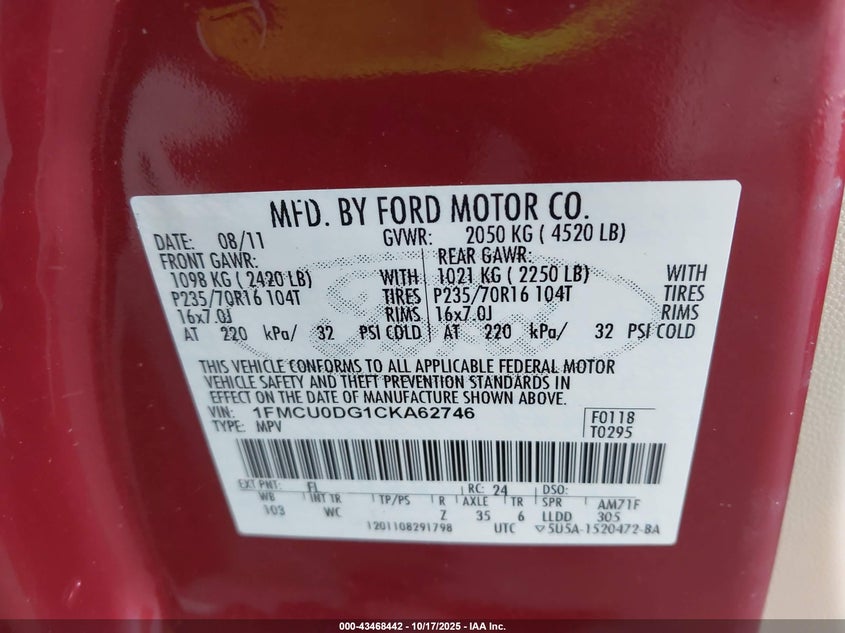 MFD. BY FORD MOTOR CO.
DATE: 08/11 GVWR: 2050 KG ( 4520 LB)
FRONT GAWR: REAR GAWR:
1098 KG ( 2420 LB) WITH 1021 KG ( 2250 LB) WITH
P235/70R16 104T TIRES P235/70R16 104T TIRES
16x7.0J RIMS 16x7.0J RIMS
AT 220 kPa/ 32 PSI COLD AT 220 kPa/ 32 PSI COLD
THIS VEHICLE CONFORMS TO ALL APPLICABLE FEDERAL MOTOR
VEHICLE SAFETY AND THEFT PREVENTION STANDARDS IN
EFFECT ON THE DATE OF MANUFACTURE SHOWN ABOVE.
VIN: 1FMCU0DG1CKA62746 F0118
TYPE: MPV T0295
EXT PNT: FL RC: 24 DSO:
WB INT TR TP/PS R AXLE TR SPR AM71F
103 WC Z 35 6 LLDD 305
1201108291798 UTC ▽5U5A-1520472-BA
000-43468442 - 10/17/2025 - IAA Inc.